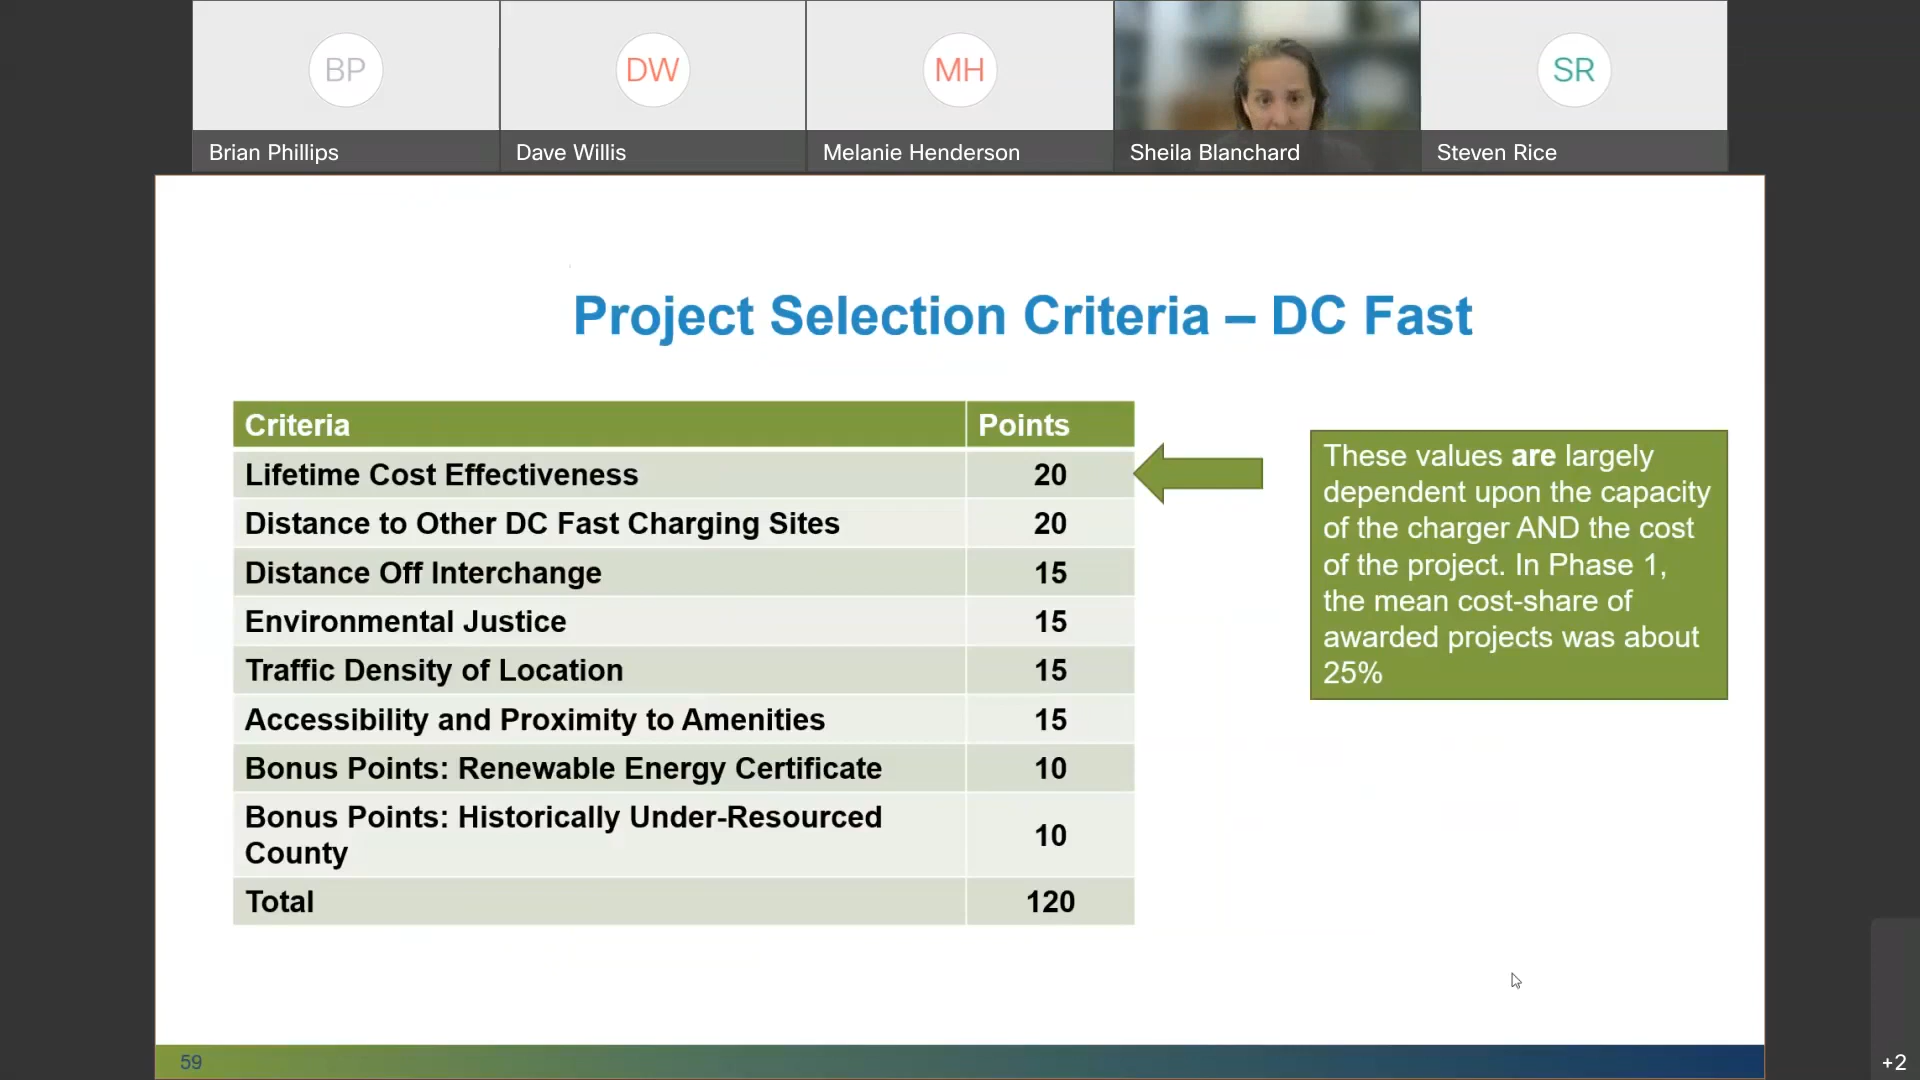 BP
DW
MH
SR
Brian Phillips
Dave Willis
Melanie Henderson
Sheila Blanchard
Steven Rice
Project Selection Criteria – DC Fast
Criteria Points
Lifetime Cost Effectiveness 20
Distance to Other DC Fast Charging Sites 20
Distance Off Interchange 15
Environmental Justice 15
Traffic Density of Location 15
Accessibility and Proximity to Amenities 15
Bonus Points: Renewable Energy Certificate 10
Bonus Points: Historically Under-Resourced
County 10
Total 120
These values are largely
dependent upon the capacity
of the charger AND the cost
of the project. In Phase 1,
the mean cost-share of
awarded projects was about
25%
59
+2